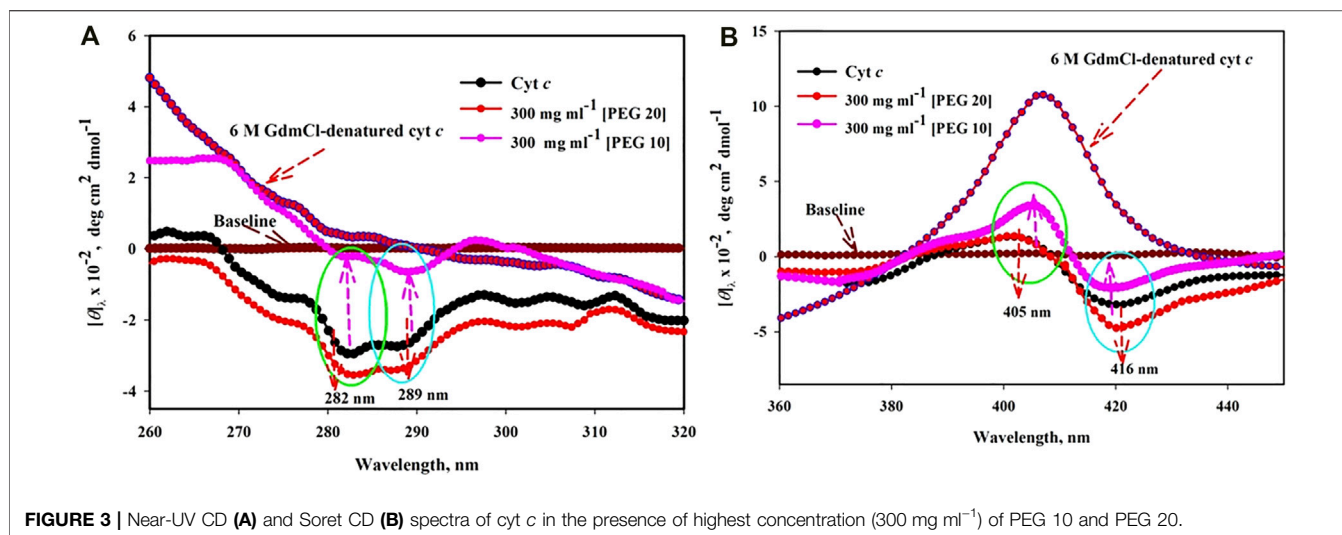 A
6
4
2
0
-2
-4
[θ]λ x 10⁻², deg cm² dmol⁻¹
Cyt c
300 mg ml⁻¹ [PEG 20]
300 mg ml⁻¹ [PEG 10]
6 M GdmCl-denatured cyt c
Baseline
282 nm
289 nm
260 270 280 290 300 310 320
Wavelength, nm
B
15
10
5
0
-5
[θ]λ x 10⁻², deg cm² dmol⁻¹
6 M GdmCl-denatured cyt c
Cyt c
300 mg ml⁻¹ [PEG 20]
300 mg ml⁻¹ [PEG 10]
Baseline
405 nm
416 nm
360 380 400 420 440
Wavelength, nm
FIGURE 3 | Near-UV CD (A) and Soret CD (B) spectra of cyt c in the presence of highest concentration (300 mg ml⁻¹) of PEG 10 and PEG 20.